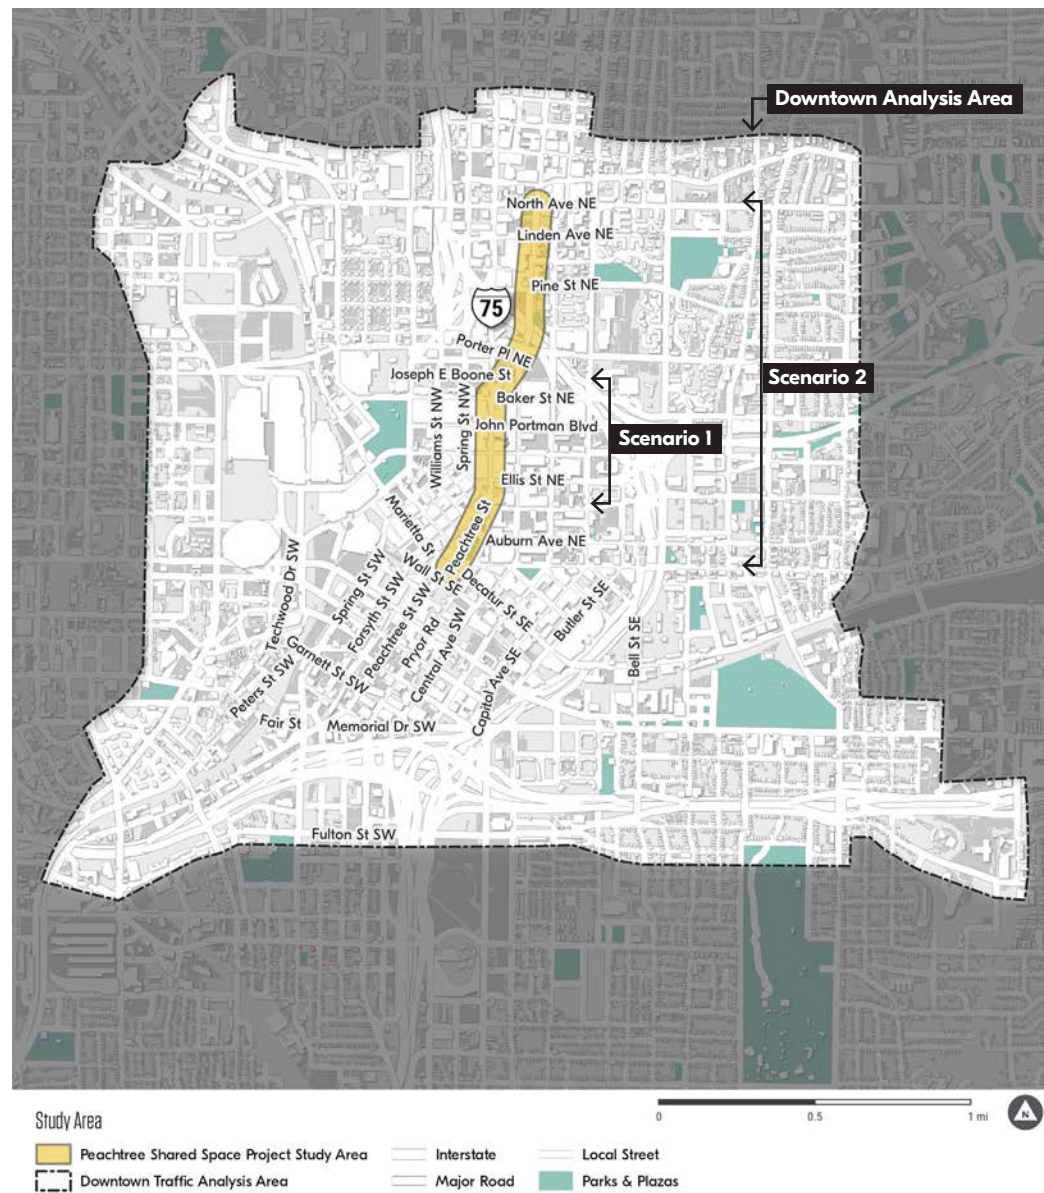 Downtown Analysis Area
North Ave NE
Linden Ave NE
Pine St NE
75
Porter Pl NE
Joseph E Boone St
Scenario 2
Baker St NE
Williams St NW
Spring St NW
John Portman Blvd
Scenario 1
Ellis St NE
Peachtree St
Marietta St
Auburn Ave NE
Wall St SE
Decatur St SE
Techwood Dr SW
Spring St SW
Forsyth St SW
Peachtree St SW
Pryor Rd
Central Ave SW
Butler St SE
Bell St SE
Garnett St SW
Peters St SW
Capitol Ave SE
Fair St
Memorial Dr SW
Fulton St SW
Study Area
0
0.5
1 mi
N
Peachtree Shared Space Project Study Area
Interstate
Local Street
Downtown Traffic Analysis Area
Major Road
Parks & Plazas